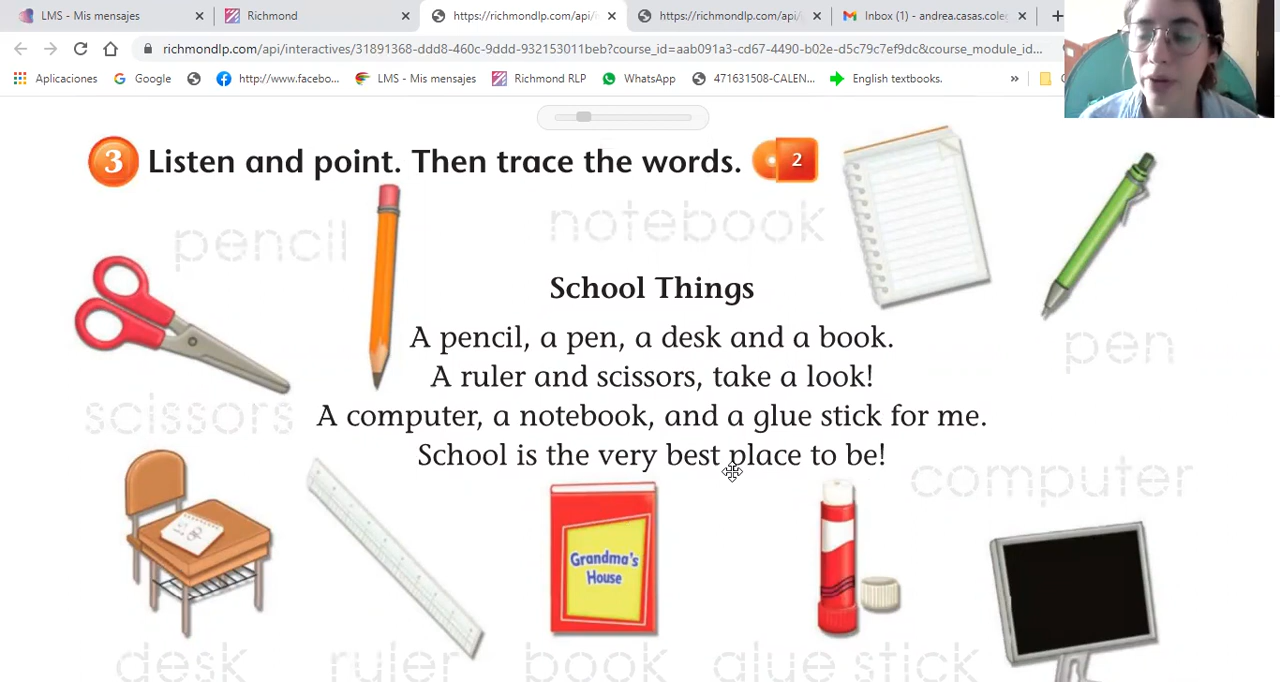 LMS - Mis mensajes
Richmond
https://richmondlp.com/api/in
https://richmondlp.com/api/
Inbox (1) - andrea.casas.cole
richmondlp.com/api/interactives/31891368-ddd8-460c-9ddd-932153011beb?course_id=aab091a3-cd67-4490-b02e-d5c79c7ef9dc&course_module_id...
Aplicaciones
Google
http://www.facebo...
LMS - Mis mensajes
Richmond RLP
WhatsApp
471631508-CALEN...
English textbooks.
»
3 Listen and point. Then trace the words. 2
pencil
notebook
School Things
A pencil, a pen, a desk and a book.
pen
A ruler and scissors, take a look!
scissors
A computer, a notebook, and a glue stick for me.
School is the very best place to be!
computer
Grandma's
House
desk
ruler
book
glue stick